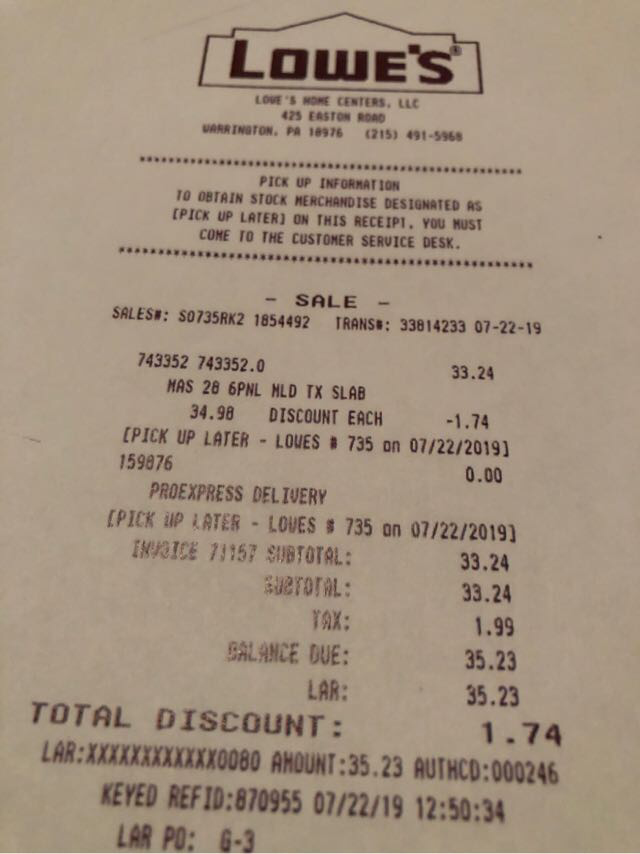 LOWE'S®
LOWE'S HOME CENTERS, LLC
425 EASTON ROAD
WARRINGTON, PA 18976 (215) 491-5968
PICK UP INFORMATION
TO OBTAIN STOCK MERCHANDISE DESIGNATED AS
[PICK UP LATER] ON THIS RECEIPT, YOU MUST
COME TO THE CUSTOMER SERVICE DESK.
- SALE -
SALES#: S0735RK2 1854492 TRANS#: 33814233 07-22-19
743352 743352.0 33.24
MAS 28 6PNL MLD TX SLAB
34.98 DISCOUNT EACH -1.74
[PICK UP LATER - LOWES # 735 on 07/22/2019]
159876 0.00
PROEXPRESS DELIVERY
[PICK UP LATER - LOWES # 735 on 07/22/2019]
INVOICE 71157 SUBTOTAL: 33.24
SUBTOTAL: 33.24
TAX: 1.99
BALANCE DUE: 35.23
LAR: 35.23
TOTAL DISCOUNT: 1.74
LAR:XXXXXXXXXXXX0080 AMOUNT:35.23 AUTHCD:000246
KEYED REFID:870955 07/22/19 12:50:34
LAR PO: G-3